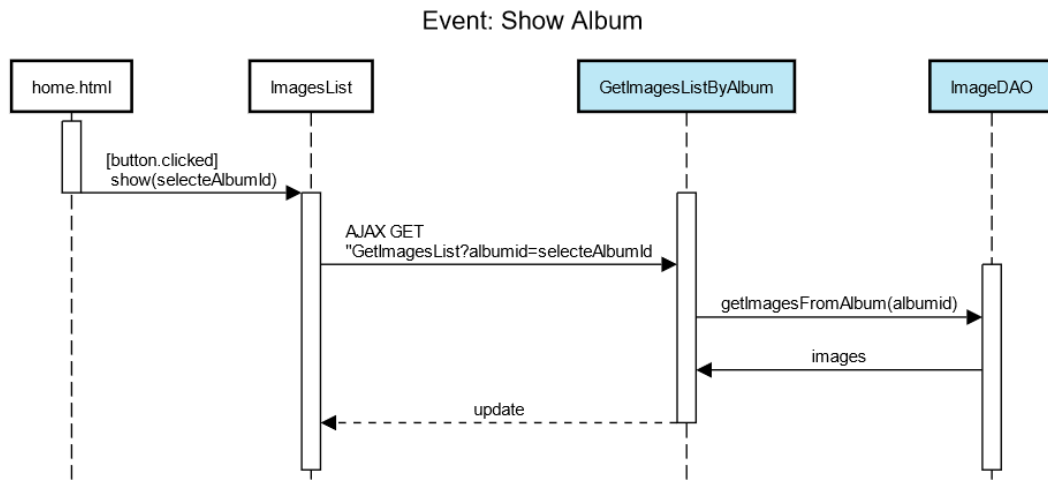 Event: Show Album
home.html
ImagesList
GetImagesListByAlbum
ImageDAO
[button.clicked]
show(selecteAlbumId)
AJAX GET
"GetImagesList?albumid=selecteAlbumId
getImagesFromAlbum(albumid)
images
update